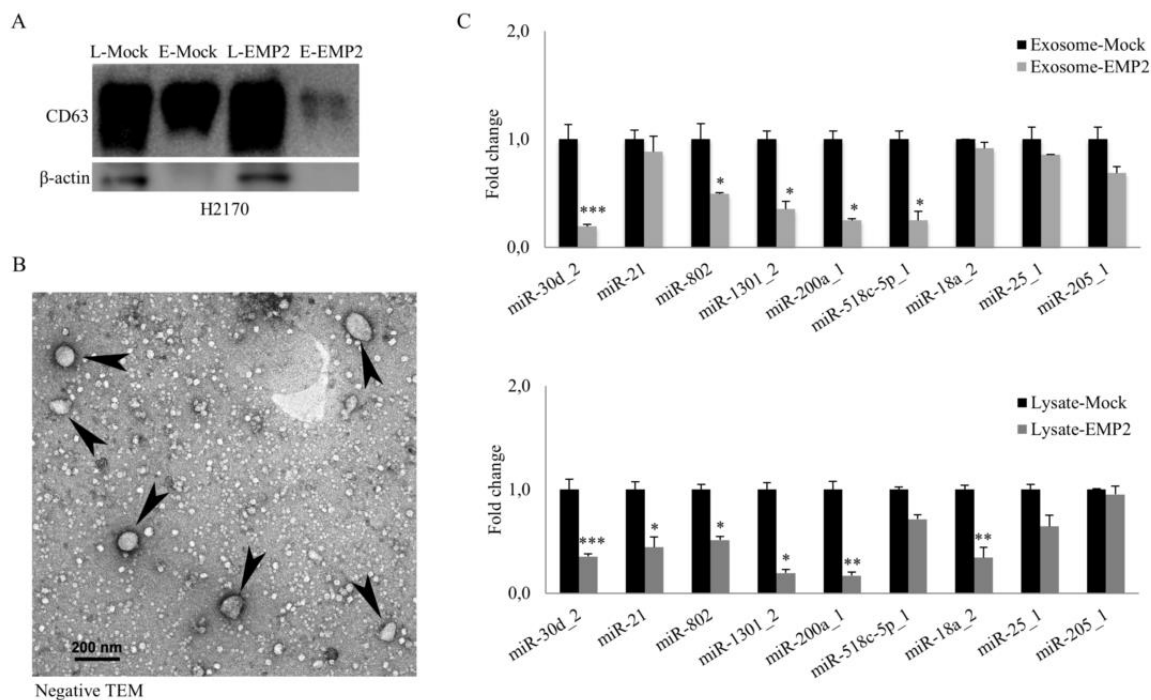 A
L-Mock E-Mock L-EMP2 E-EMP2
CD63
β-actin
H2170
B
200 nm
Negative TEM
C
2,0
1,0
0,0
Fold change
Exosome-Mock
Exosome-EMP2
***
*
*
*
*
miR-30d_2
miR-21
miR-802
miR-1301_2
miR-200a_1
miR-518c-5p_1
miR-18a_2
miR-25_1
miR-205_1
2,0
1,0
0,0
Fold change
Lysate-Mock
Lysate-EMP2
***
*
*
*
**
**
miR-30d_2
miR-21
miR-802
miR-1301_2
miR-200a_1
miR-518c-5p_1
miR-18a_2
miR-25_1
miR-205_1